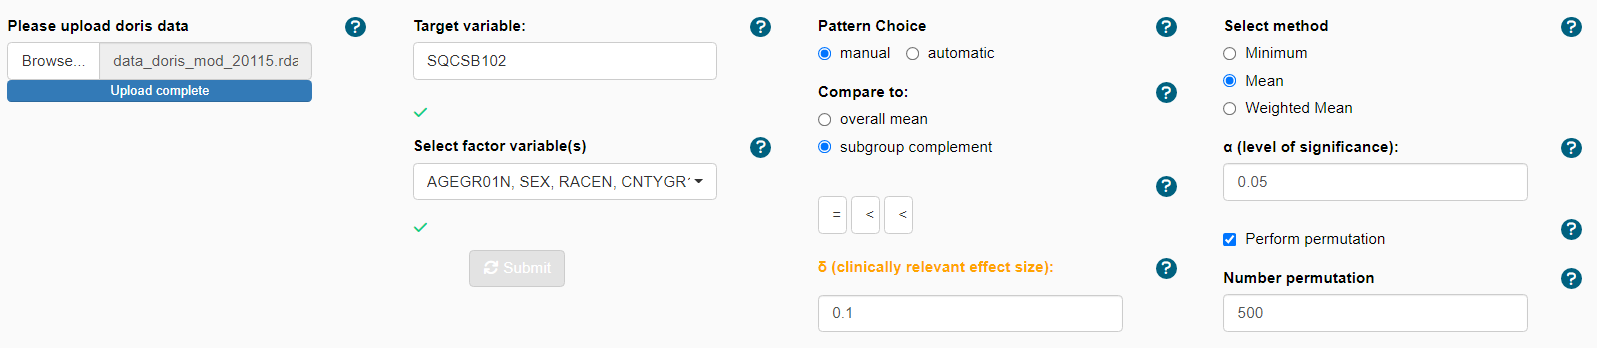 Please upload doris data ?
Browse... data_doris_mod_20115.rda
Upload complete
Target variable: ?
SQCSB102
Select factor variable(s) ?
AGEGR01N, SEX, RACEN, CNTYGR1
Submit
Pattern Choice ?
manual automatic
Compare to: ?
overall mean
subgroup complement
?
= < <
δ (clinically relevant effect size): ?
0.1
Select method ?
Minimum
Mean
Weighted Mean
α (level of significance): ?
0.05
?
Perform permutation
Number permutation ?
500